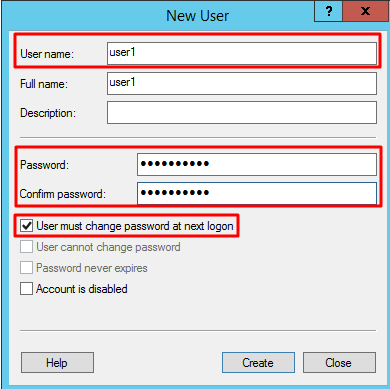 New User
?
x
User name:
user1
Full name:
user1
Description:
Password:
●●●●●●●●●●
Confirm password:
●●●●●●●●●●
User must change password at next logon
User cannot change password
Password never expires
Account is disabled
Help
Create
Close